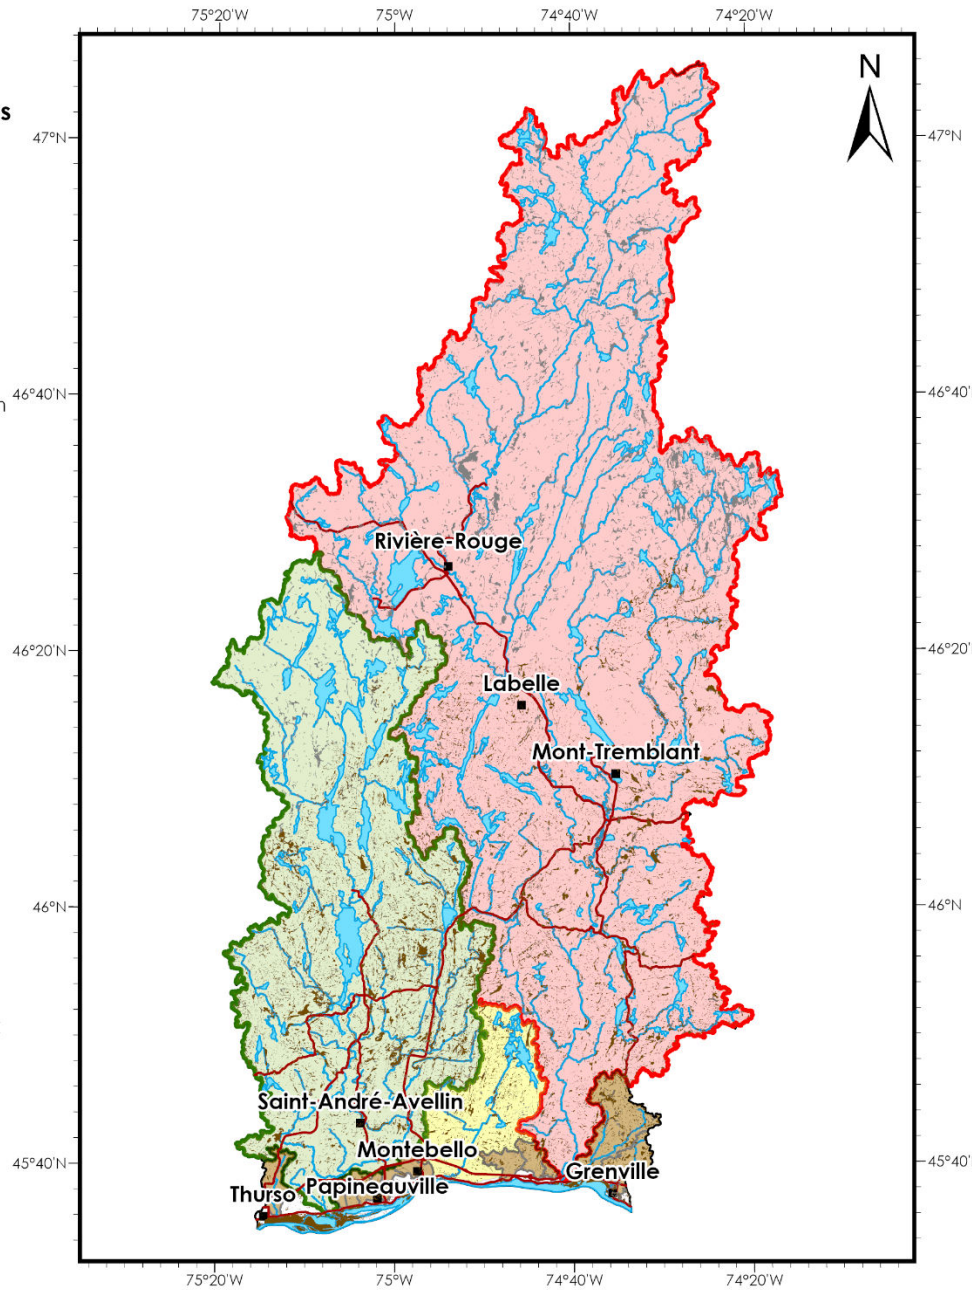 75°20'W 75°W 74°40'W 74°20'W
N
s
47°N 47°N
46°40'N 46°40'
n
Rivière-Rouge
46°20'N 46°20'
Labelle
Mont-Tremblant
46°N 46°N
Saint-André-Avellin
Montebello
45°40'N 45°40'
Grenville
Papineauville
Thurso
75°20'W 75°W 74°40'W 74°20'W